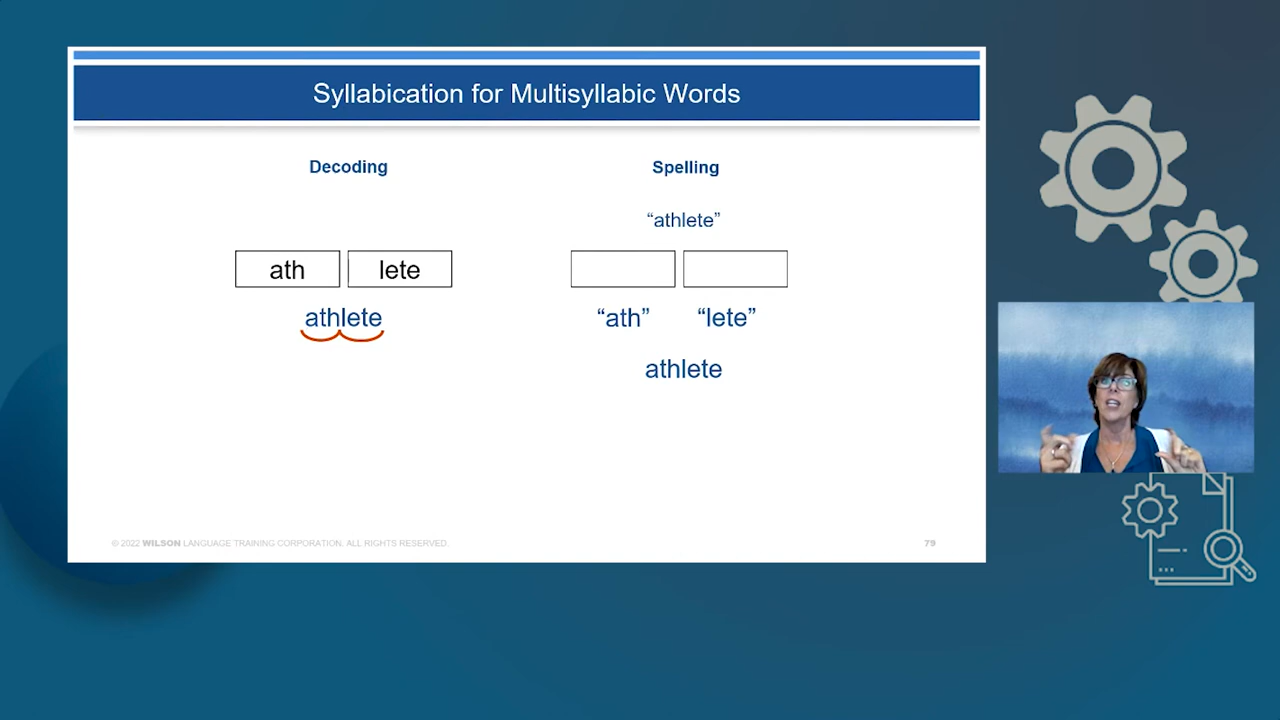 Syllabication for Multisyllabic Words
Decoding
Spelling
“athlete”
ath
lete
athlete
“ath”
“lete”
athlete
© 2022 WILSON LANGUAGE TRAINING CORPORATION. ALL RIGHTS RESERVED.
79